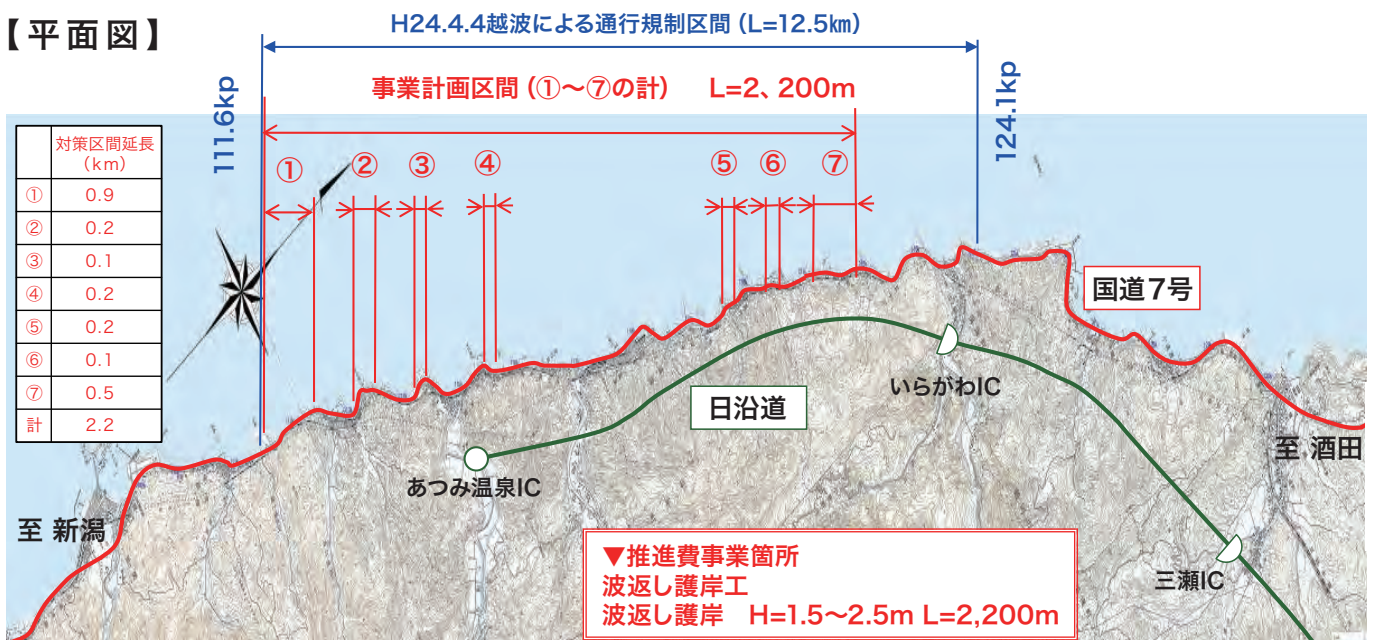 【平面図】
H24.4.4越波による通行規制区間(L=12.5㎞)
事業計画区間(①～⑦の計) L=2、200m
111.6kp
124.1kp
対策区間延長
(km)
① 0.9
② 0.2
③ 0.1
④ 0.2
⑤ 0.2
⑥ 0.1
⑦ 0.5
計 2.2
① ② ③ ④ ⑤ ⑥ ⑦
国道7号
いらがわIC
日沿道
至 酒田
あつみ温泉IC
至 新潟
▼推進費事業箇所
波返し護岸工
波返し護岸 H=1.5～2.5m L=2,200m
三瀬IC